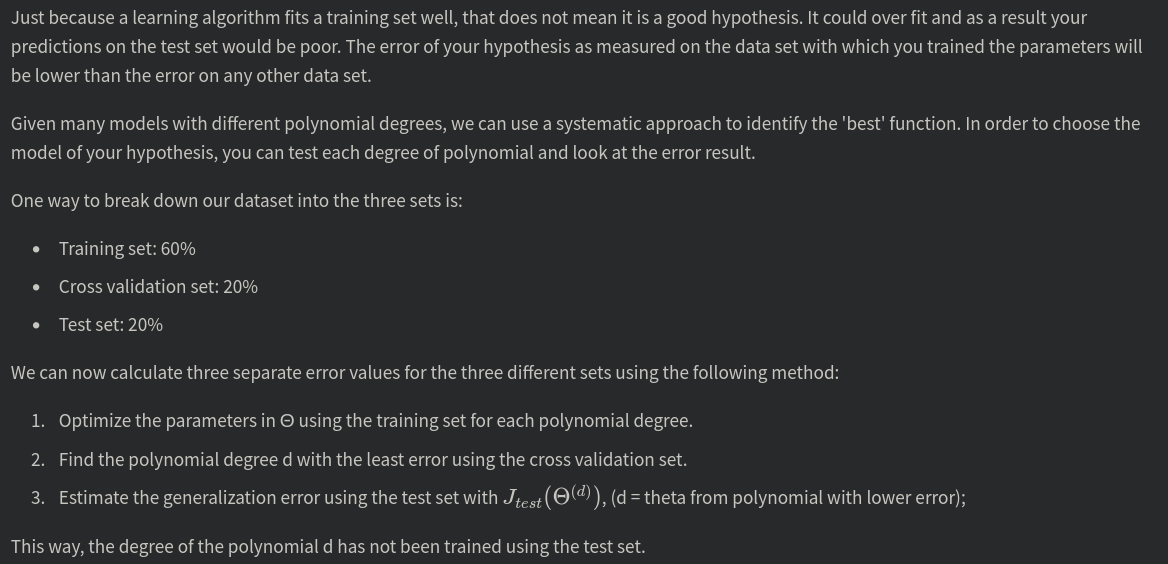 Just because a learning algorithm fits a training set well, that does not mean it is a good hypothesis. It could over fit and as a result your
predictions on the test set would be poor. The error of your hypothesis as measured on the data set with which you trained the parameters will
be lower than the error on any other data set.
Given many models with different polynomial degrees, we can use a systematic approach to identify the 'best' function. In order to choose the
model of your hypothesis, you can test each degree of polynomial and look at the error result.
One way to break down our dataset into the three sets is:
• Training set: 60%
• Cross validation set: 20%
• Test set: 20%
We can now calculate three separate error values for the three different sets using the following method:
1. Optimize the parameters in Θ using the training set for each polynomial degree.
2. Find the polynomial degree d with the least error using the cross validation set.
3. Estimate the generalization error using the test set with $J_{test}(\Theta^{(d)})$, (d = theta from polynomial with lower error);
This way, the degree of the polynomial d has not been trained using the test set.